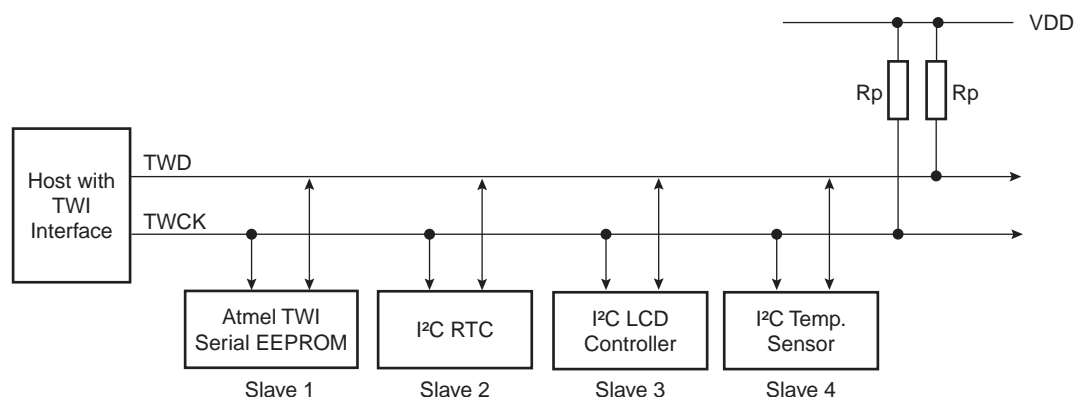 VDD
Rp
Rp
Host with
TWI
Interface
TWD
TWCK
Atmel TWI
Serial EEPROM
I²C RTC
I²C LCD
Controller
I²C Temp.
Sensor
Slave 1
Slave 2
Slave 3
Slave 4